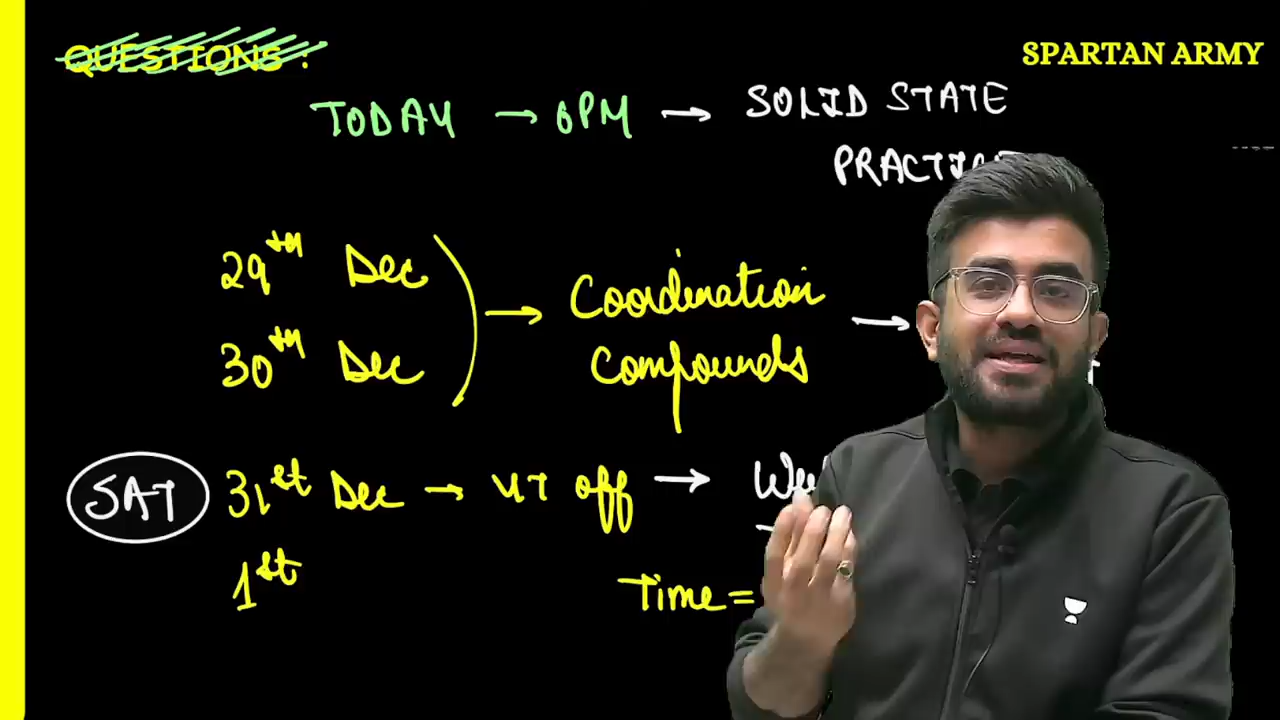 QUESTIONS :
SPARTAN ARMY
TODAY → 6PM → SOLID STATE
29th Dec
30th Dec
→ Coordination
Compounds →
SAT 31st Dec → YT off →
1st
Time =